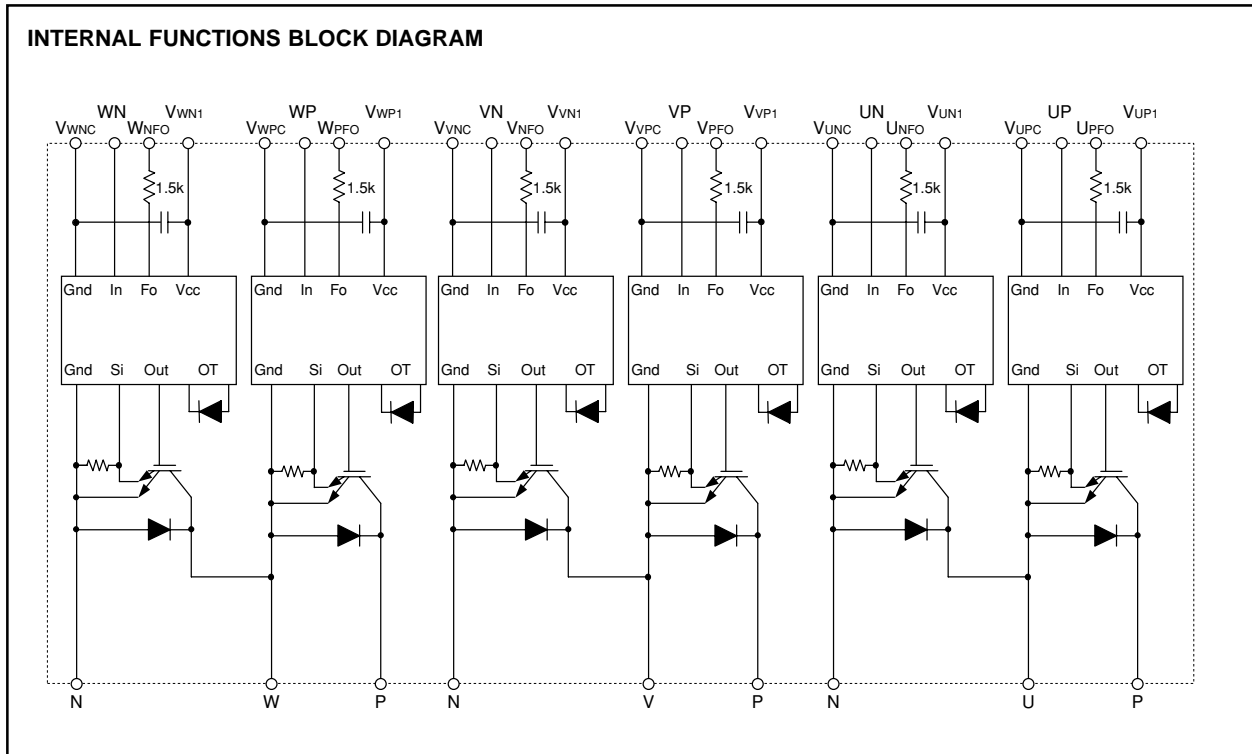 INTERNAL FUNCTIONS BLOCK DIAGRAM
WN VWN1 WP VWP1 VN VVN1 VP VVP1 UN VUN1 UP VUP1
VWNC WNFO VWPC WPFO VVNC VNFO VVPC VPFO VUNC UNFO VUPC UPFO
1.5k 1.5k 1.5k 1.5k 1.5k 1.5k
Gnd In Fo Vcc Gnd In Fo Vcc Gnd In Fo Vcc Gnd In Fo Vcc Gnd In Fo Vcc Gnd In Fo Vcc
Gnd Si Out OT Gnd Si Out OT Gnd Si Out OT Gnd Si Out OT Gnd Si Out OT Gnd Si Out OT
N W P N V P N U P